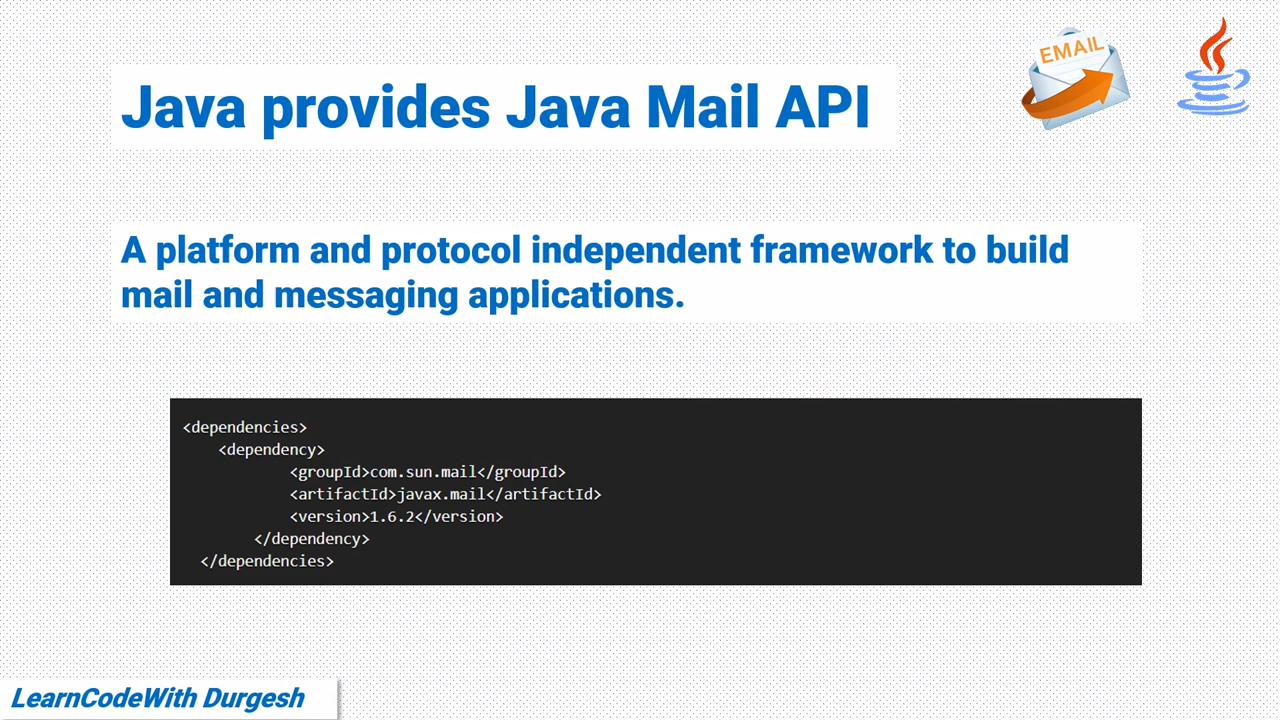 EMAIL
Java provides Java Mail API
A platform and protocol independent framework to build
mail and messaging applications.
<dependencies>
<dependency>
<groupId>com.sun.mail</groupId>
<artifactId>javax.mail</artifactId>
<version>1.6.2</version>
</dependency>
</dependencies>
LearnCodeWith Durgesh